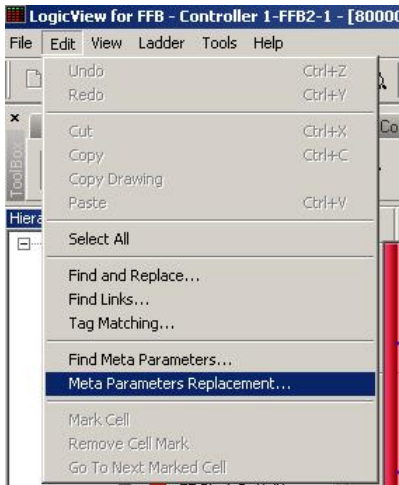 LogicView for FFB - Controller 1-FFB2-1 - [80000
File Edit View Ladder Tools Help
Undo Ctrl+Z
Redo Ctrl+Y
Cut Ctrl+X
Copy Ctrl+C
Copy Drawing
Paste Ctrl+V
Select All
Find and Replace...
Find Links...
Tag Matching...
Find Meta Parameters...
Meta Parameters Replacement...
Mark Cell
Remove Cell Mark
Go To Next Marked Cell
ToolBox
Hiera
Co